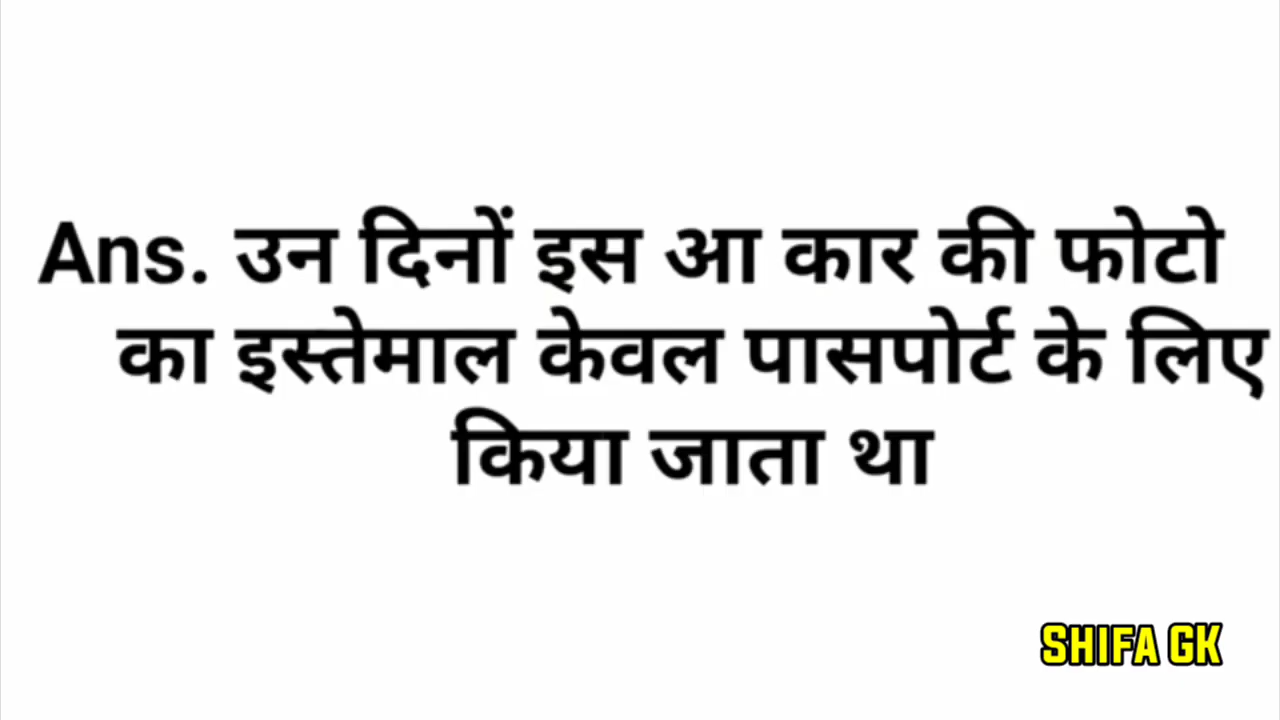 Ans. उन दिनों इस आ कार की फोटो
का इस्तेमाल केवल पासपोर्ट के लिए
किया जाता था
SHIFA GK